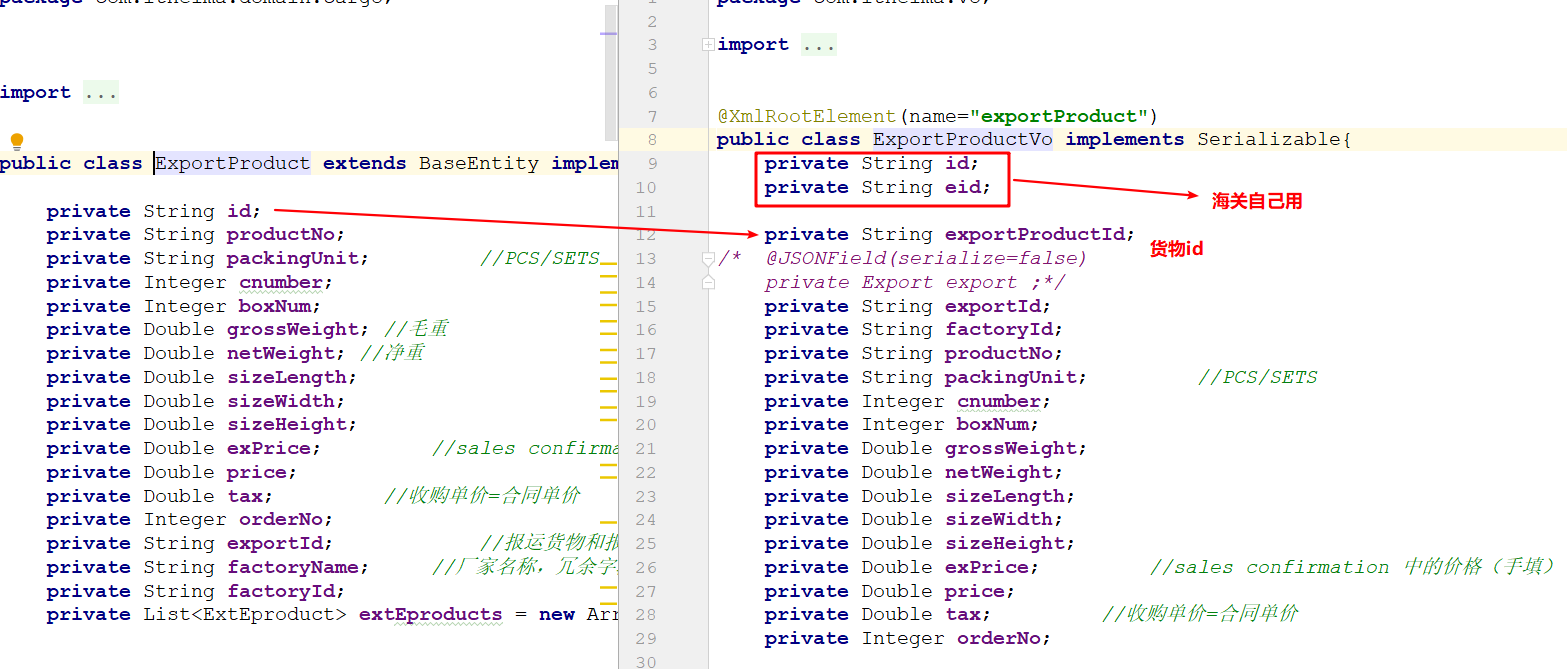 import ...
public class ExportProduct extends BaseEntity implem
private String id;
private String productNo;
private String packingUnit; //PCS/SETS
private Integer cnumber;
private Integer boxNum;
private Double grossWeight; //毛重
private Double netWeight; //净重
private Double sizeLength;
private Double sizeWidth;
private Double sizeHeight;
private Double exPrice; //sales confirma
private Double price;
private Double tax; //收购单价=合同单价
private Integer orderNo;
private String exportId; //报运货物和报
private String factoryName; //厂家名称，冗余字
private String factoryId;
private List<ExtEproduct> extEproducts = new Arr
2
3 import ...
5
6
7 @XmlRootElement(name="exportProduct")
8 public class ExportProductVo implements Serializable{
9 private String id;
10 private String eid;
海关自己用
11
12 private String exportProductId;
货物id
13 /* @JSONField(serialize=false)
14 private Export export ;*/
15 private String exportId;
16 private String factoryId;
17 private String productNo;
18 private String packingUnit; //PCS/SETS
19 private Integer cnumber;
20 private Integer boxNum;
21 private Double grossWeight;
22 private Double netWeight;
23 private Double sizeLength;
24 private Double sizeWidth;
25 private Double sizeHeight;
26 private Double exPrice; //sales confirmation 中的价格（手填）
27 private Double price;
28 private Double tax; //收购单价=合同单价
29 private Integer orderNo;
30